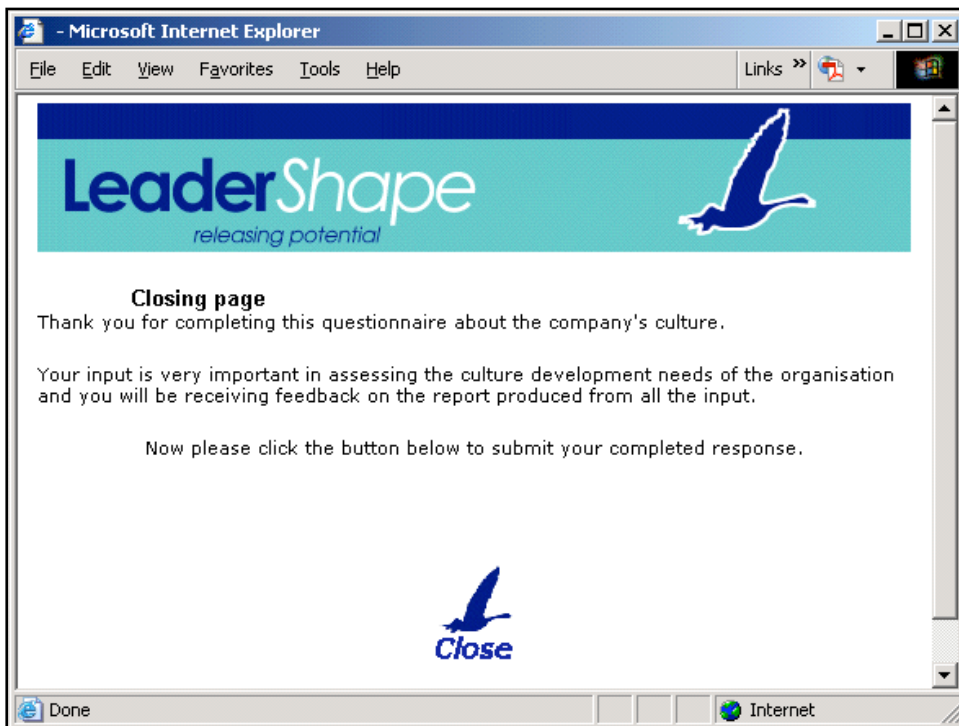 - Microsoft Internet Explorer
File Edit View Favorites Tools Help Links »
LeaderShape
releasing potential
Closing page
Thank you for completing this questionnaire about the company's culture.
Your input is very important in assessing the culture development needs of the organisation
and you will be receiving feedback on the report produced from all the input.
Now please click the button below to submit your completed response.
Close
Done Internet